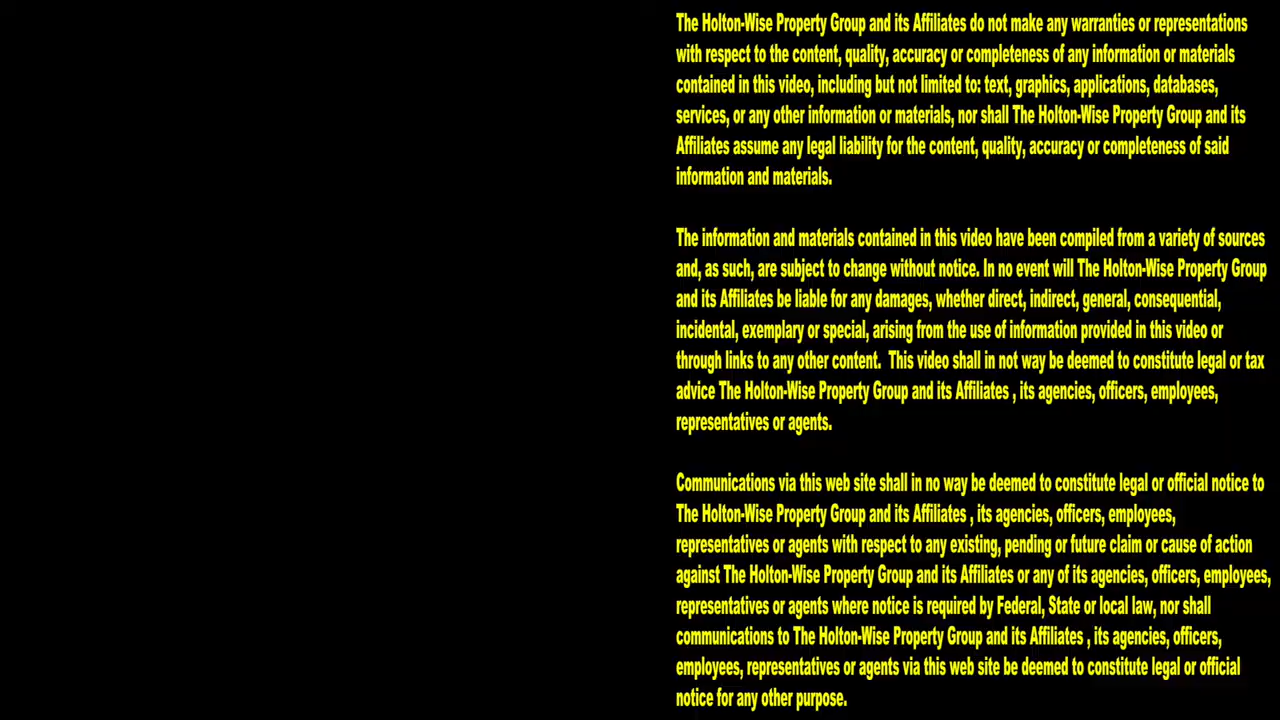 The Holton-Wise Property Group and its Affiliates do not make any warranties or representations
with respect to the content, quality, accuracy or completeness of any information or materials
contained in this video, including but not limited to: text, graphics, applications, databases,
services, or any other information or materials, nor shall The Holton-Wise Property Group and its
Affiliates assume any legal liability for the content, quality, accuracy or completeness of said
information and materials.
The information and materials contained in this video have been compiled from a variety of sources
and, as such, are subject to change without notice. In no event will The Holton-Wise Property Group
and its Affiliates be liable for any damages, whether direct, indirect, general, consequential,
incidental, exemplary or special, arising from the use of information provided in this video or
through links to any other content.  This video shall in not way be deemed to constitute legal or tax
advice The Holton-Wise Property Group and its Affiliates , its agencies, officers, employees,
representatives or agents.
Communications via this web site shall in no way be deemed to constitute legal or official notice to
The Holton-Wise Property Group and its Affiliates , its agencies, officers, employees,
representatives or agents with respect to any existing, pending or future claim or cause of action
against The Holton-Wise Property Group and its Affiliates or any of its agencies, officers, employees,
representatives or agents where notice is required by Federal, State or local law, nor shall
communications to The Holton-Wise Property Group and its Affiliates , its agencies, officers,
employees, representatives or agents via this web site be deemed to constitute legal or official
notice for any other purpose.